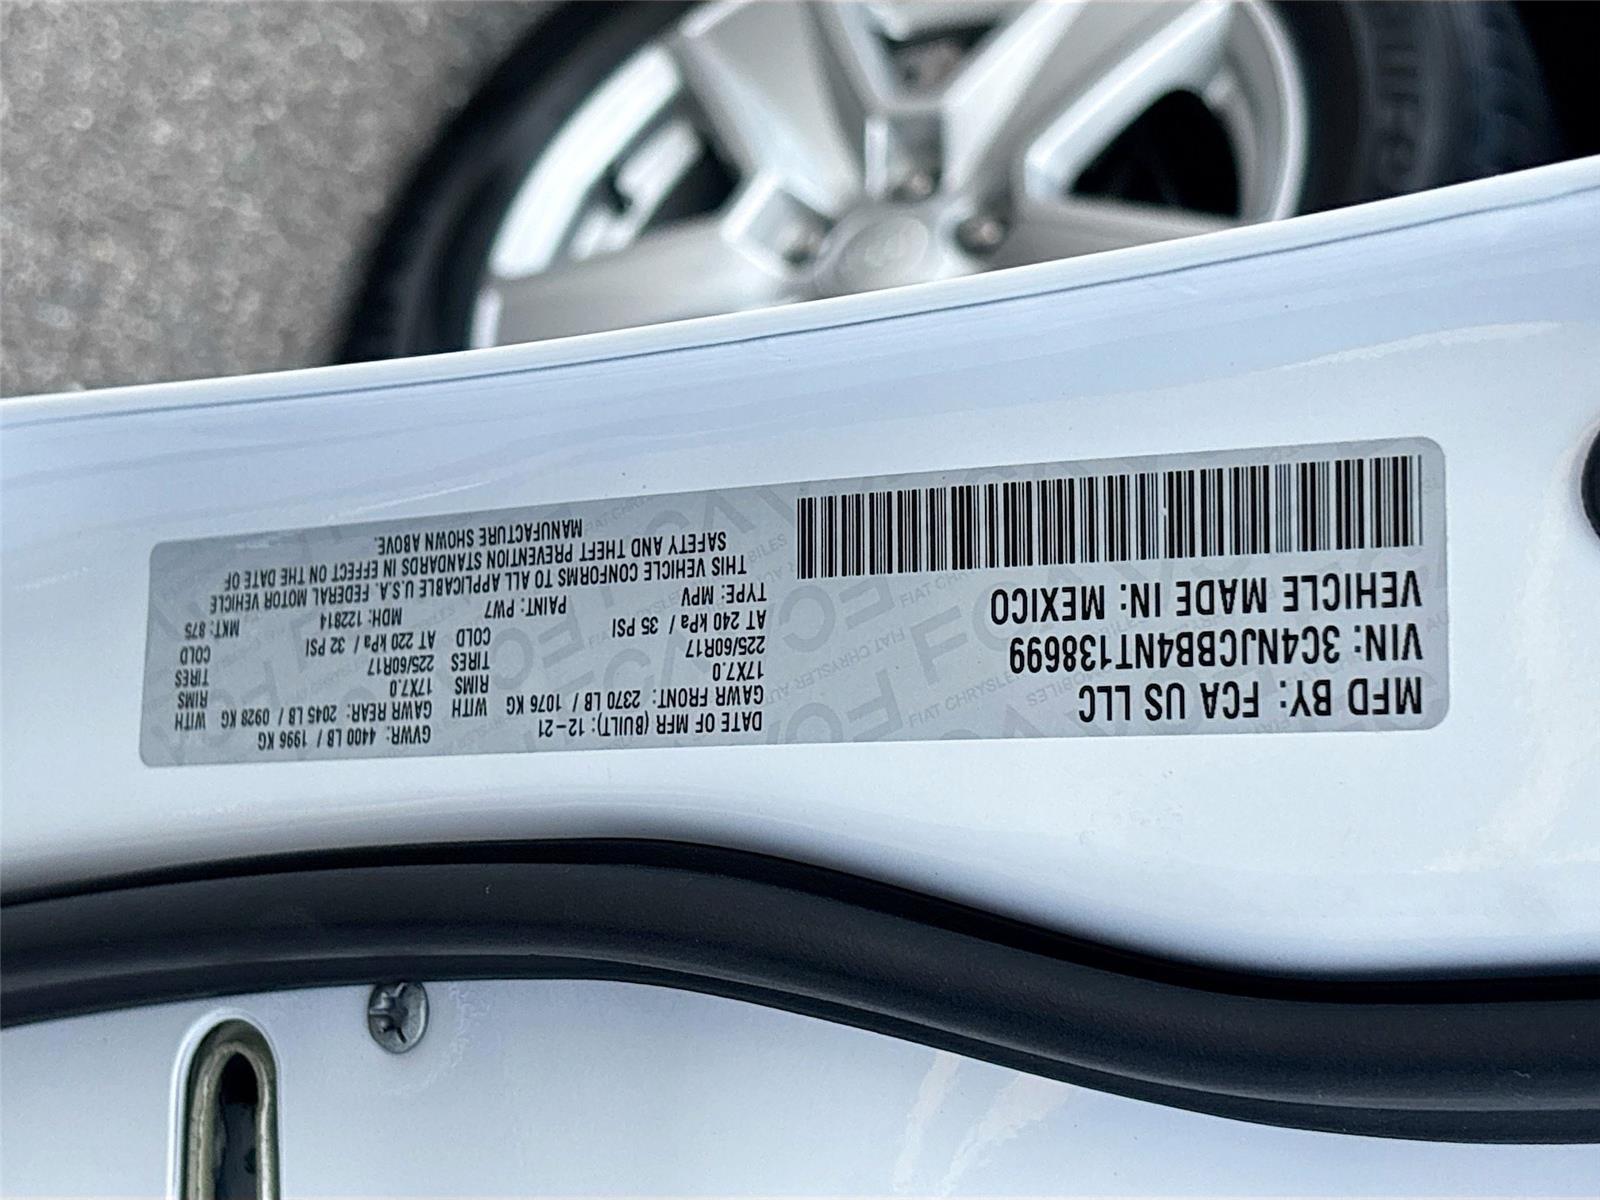 MFD BY: FCA US LLC
VIN: 3C4NJCBB4NT138699
VEHICLE MADE IN: MEXICO
DATE OF MFR (BUILT): 12-21 GVWR: 4400 LB / 1996 KG
GAWR FRONT: 2370 LB / 1076 KG WITH GAWR REAR: 2045 LB / 0928 KG WITH
17X7.0 RIMS 17X7.0 RIMS
225/60R17 TIRES 225/60R17 TIRES
AT 240 kPa / 35 PSI COLD AT 220 kPa / 32 PSI COLD
TYPE: MPV PAINT: PW7 MDH: 122814 MKT: 875
THIS VEHICLE CONFORMS TO ALL APPLICABLE U.S.A. FEDERAL MOTOR VEHICLE
SAFETY AND THEFT PREVENTION STANDARDS IN EFFECT ON THE DATE OF
MANUFACTURE SHOWN ABOVE.